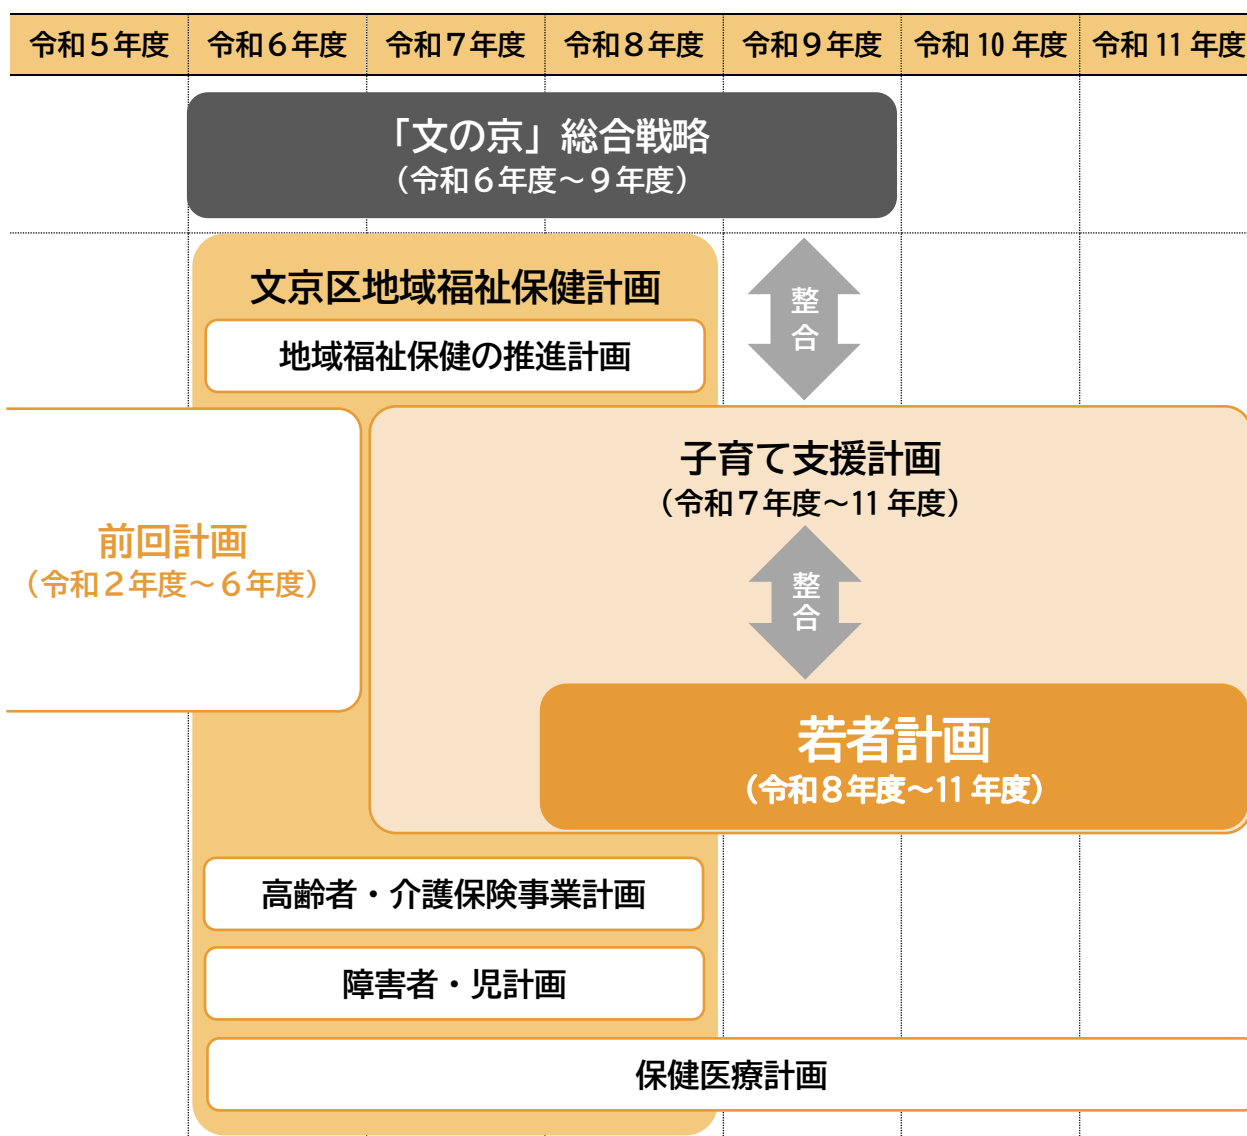 令和５年度 令和６年度 令和７年度 令和８年度 令和９年度 令和 10 年度 令和 11 年度
「文の京」総合戦略
（令和６年度～９年度）
文京区地域福祉保健計画
整
合
地域福祉保健の推進計画
子育て支援計画
（令和７年度～11 年度）
前回計画
（令和２年度～６年度）
整
合
若者計画
（令和８年度～11 年度）
高齢者・介護保険事業計画
障害者・児計画
保健医療計画